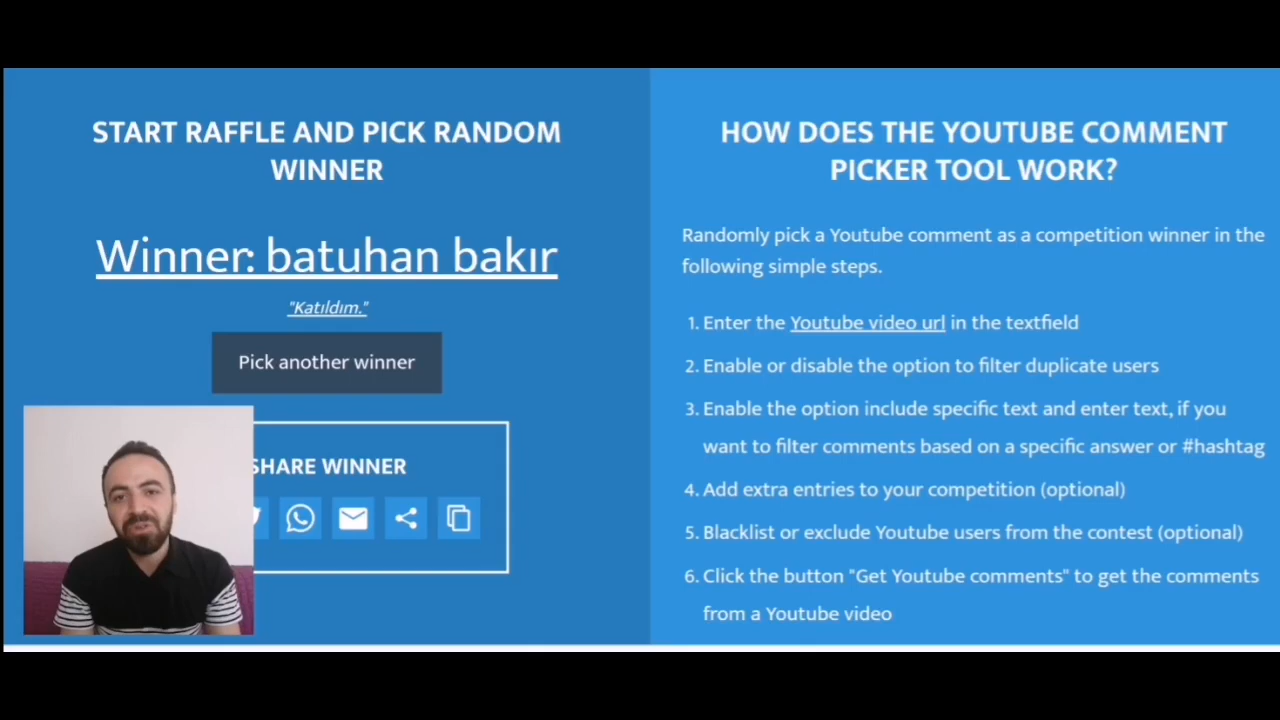 START RAFFLE AND PICK RANDOM
WINNER
Winner: batuhan bakır
"Katıldım."
Pick another winner
SHARE WINNER
HOW DOES THE YOUTUBE COMMENT
PICKER TOOL WORK?
Randomly pick a Youtube comment as a competition winner in the
following simple steps.
1. Enter the Youtube video url in the textfield
2. Enable or disable the option to filter duplicate users
3. Enable the option include specific text and enter text, if you
want to filter comments based on a specific answer or #hashtag
4. Add extra entries to your competition (optional)
5. Blacklist or exclude Youtube users from the contest (optional)
6. Click the button "Get Youtube comments" to get the comments
from a Youtube video